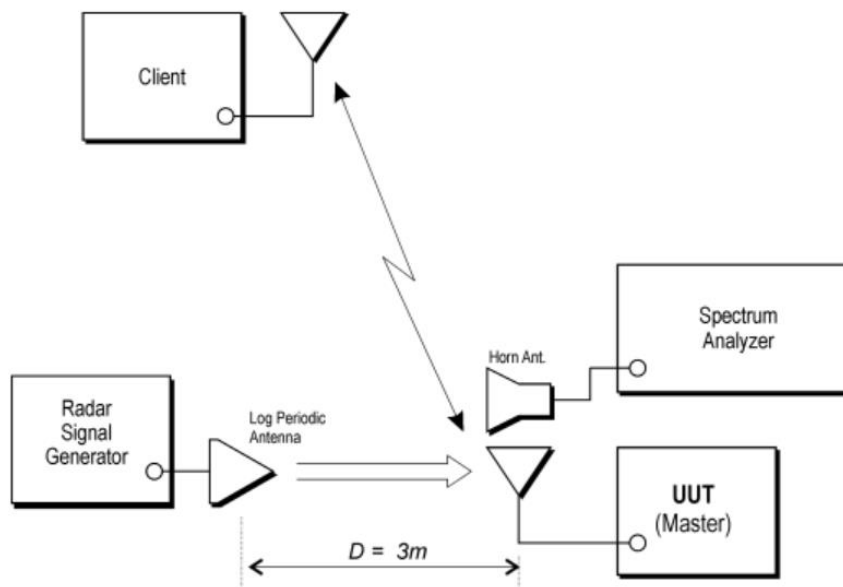 Client
Spectrum
Analyzer
Horn Ant.
Radar
Signal
Generator
Log Periodic
Antenna
UUT
(Master)
D = 3m